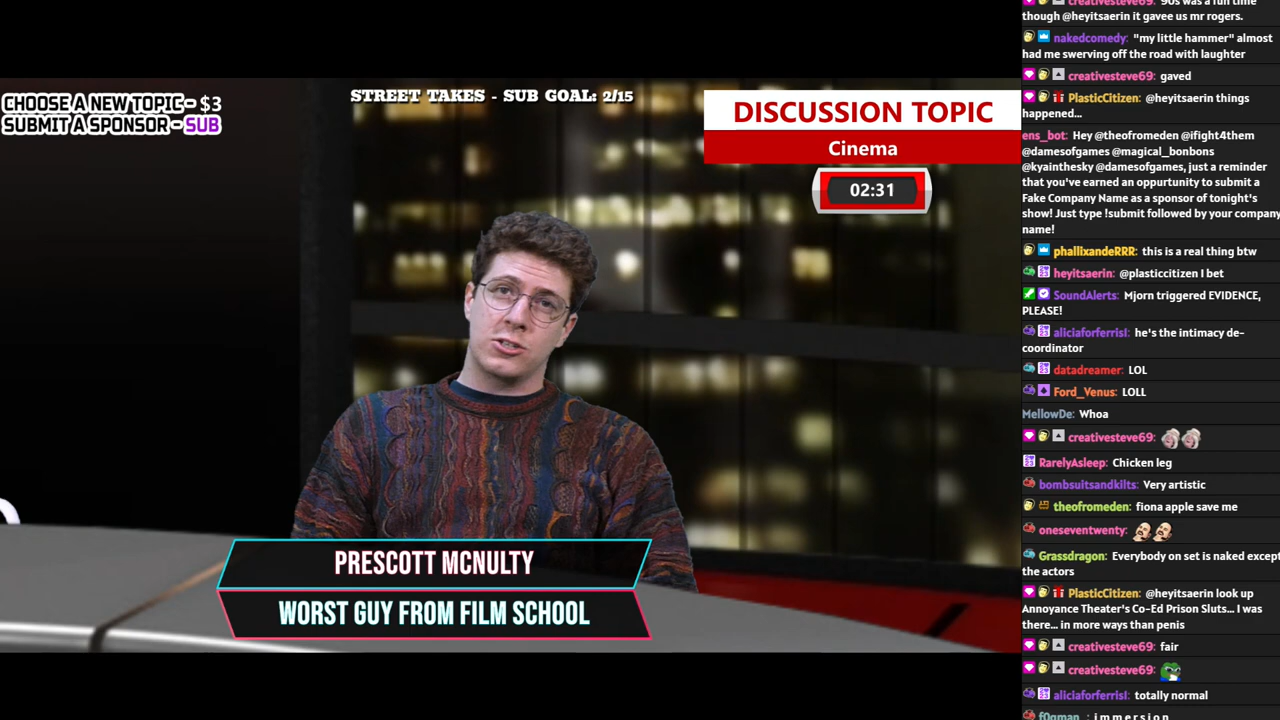 CHOOSE A NEW TOPIC - $3
SUBMIT A SPONSOR - SUB
STREET TAKES - SUB GOAL: 2/15
DISCUSSION TOPIC
Cinema
02:31
PRESCOTT MCNULTY
WORST GUY FROM FILM SCHOOL
creativesteve69: 90s was a fun time
though @heyitsaerin it gavee us mr rogers.
nakedcomedy: "my little hammer" almost
had me swerving off the road with laughter
creativesteve69: gaved
PlasticCitizen: @heyitsaerin things
happened...
ens_bot: Hey @theofromeden @ifight4them
@damesofgames @magical_bonbons
@kyainthesky @damesofgames, just a reminder
that you've earned an oppurtunity to submit a
Fake Company Name as a sponsor of tonight's
show! Just type !submit followed by your company
name!
phallixandeRRR: this is a real thing btw
heyitsaerin: @plasticcitizen I bet
SoundAlerts: Mjorn triggered EVIDENCE,
PLEASE!
aliciaforferrisl: he's the intimacy de-
coordinator
datadreamer: LOL
Ford_Venus: LOLL
MellowDe: Whoa
creativesteve69:
RarelyAsleep: Chicken leg
bombsuitsandkilts: Very artistic
theofromeden: fiona apple save me
oneseventwenty:
Grassdragon: Everybody on set is naked except
the actors
PlasticCitizen: @heyitsaerin look up
Annoyance Theater's Co-Ed Prison Sluts... I was
there... in more ways than penis
creativesteve69: fair
creativesteve69:
aliciaforferrisl: totally normal
f0gman_: i m m e r s i o n